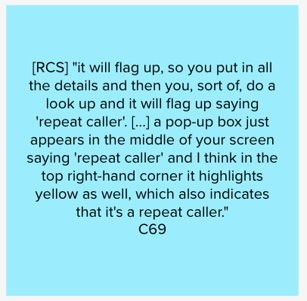 [RCS] "it will flag up, so you put in all
the details and then you, sort of, do a
look up and it will flag up saying
'repeat caller'. [...] a pop-up box just
appears in the middle of your screen
saying 'repeat caller' and I think in the
top right-hand corner it highlights
yellow as well, which also indicates
that it's a repeat caller."
C69